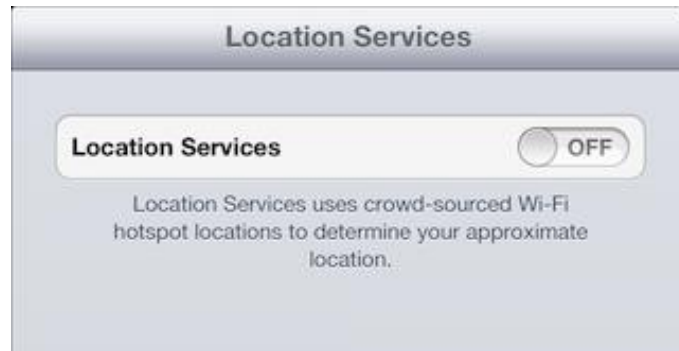 Location Services
Location Services OFF
Location Services uses crowd-sourced Wi-Fi
hotspot locations to determine your approximate
location.